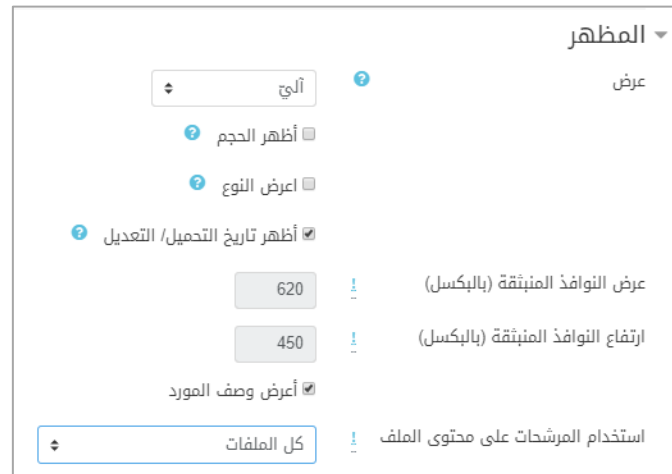 المظهر
عرض
آليّ
أظهر الحجم
اعرض النوع
أظهر تاريخ التحميل/ التعديل
عرض النوافذ المنبثقة (بالبكسل) ! 620
ارتفاع النوافذ المنبثقة (بالبكسل) ! 450
أعرض وصف المورد
استخدام المرشحات على محتوى الملف ! كل الملفات